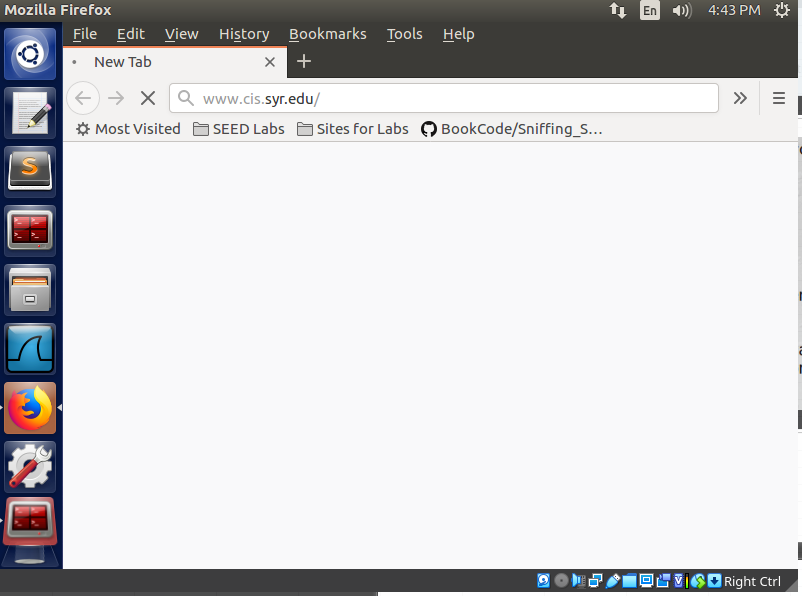 Mozilla Firefox En 4:43 PM
File Edit View History Bookmarks Tools Help
New Tab
www.cis.syr.edu/
Most Visited SEED Labs Sites for Labs BookCode/Sniffing_S...
Right Ctrl